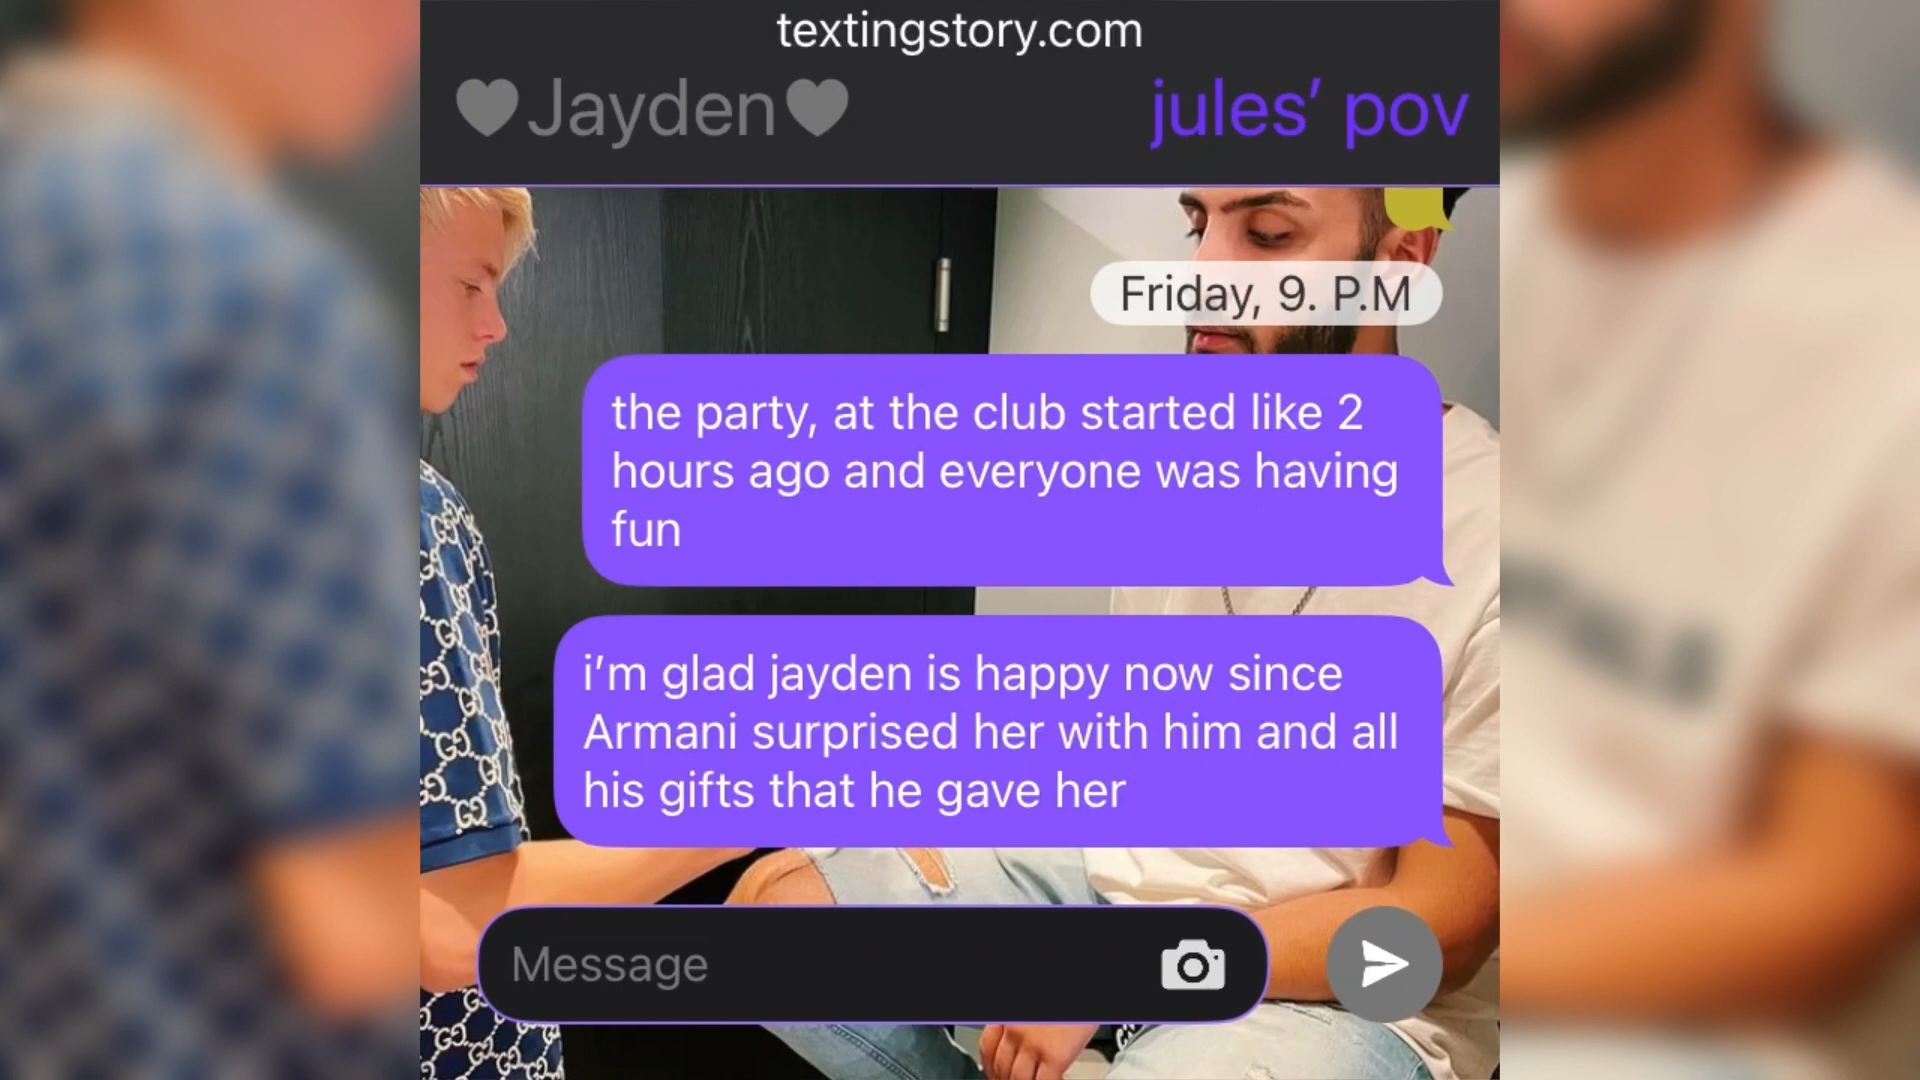 textingstory.com
🩶Jayden🩶
jules’ pov
Friday, 9. P.M
the party, at the club started like 2
hours ago and everyone was having
fun
i’m glad jayden is happy now since
Armani surprised her with him and all
his gifts that he gave her
Message